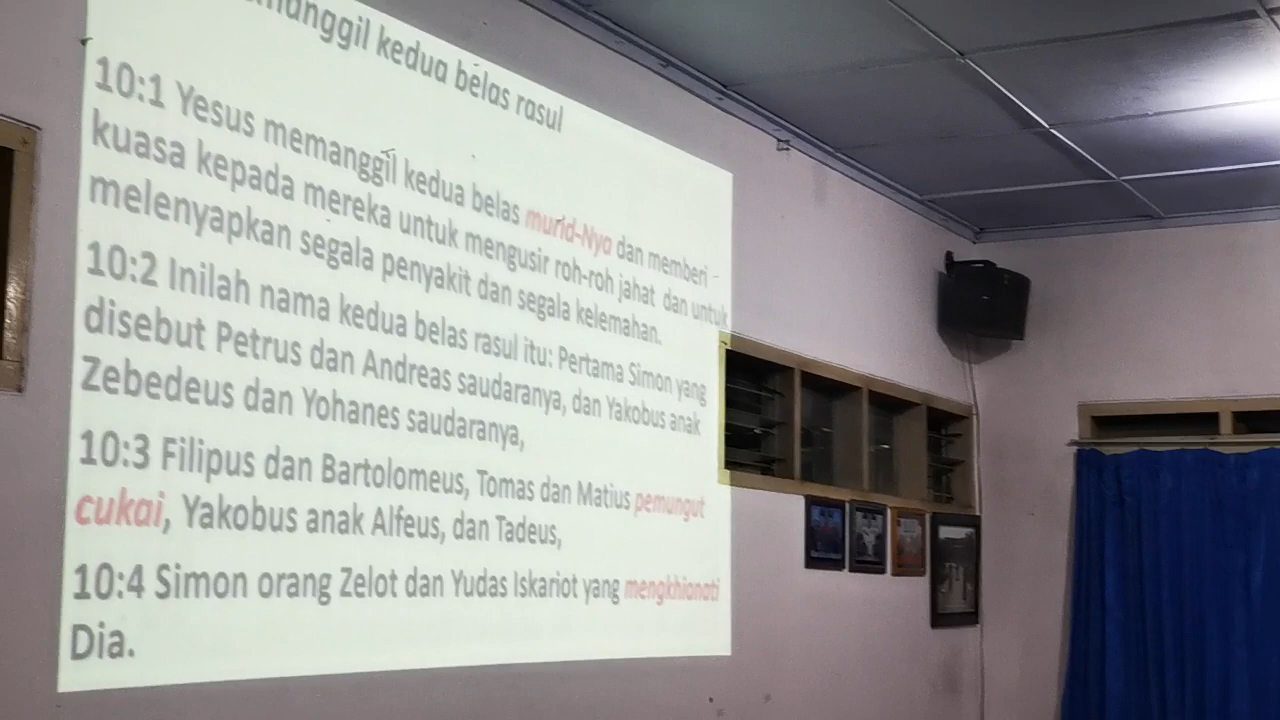 kedua belas rasul
10:1 Yesus memanggil kedua belas murid-Nya dan memberi
kuasa kepada mereka untuk mengusir roh-roh jahat dan untuk
melenyapkan segala penyakit dan segala kelemahan.
10:2 Inilah nama kedua belas rasul itu: Pertama Simon yang
disebut Petrus dan Andreas saudaranya, dan Yakobus anak
Zebedeus dan Yohanes saudaranya,
10:3 Filipus dan Bartolomeus, Tomas dan Matius pemungut
cukai, Yakobus anak Alfeus, dan Tadeus,
10:4 Simon orang Zelot dan Yudas Iskariot yang mengkhianati
Dia.